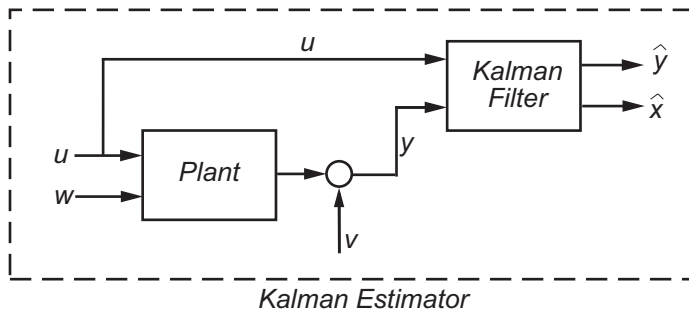 u
Kalman
Filter
ŷ
x̂
y
u
Plant
w
v
Kalman Estimator